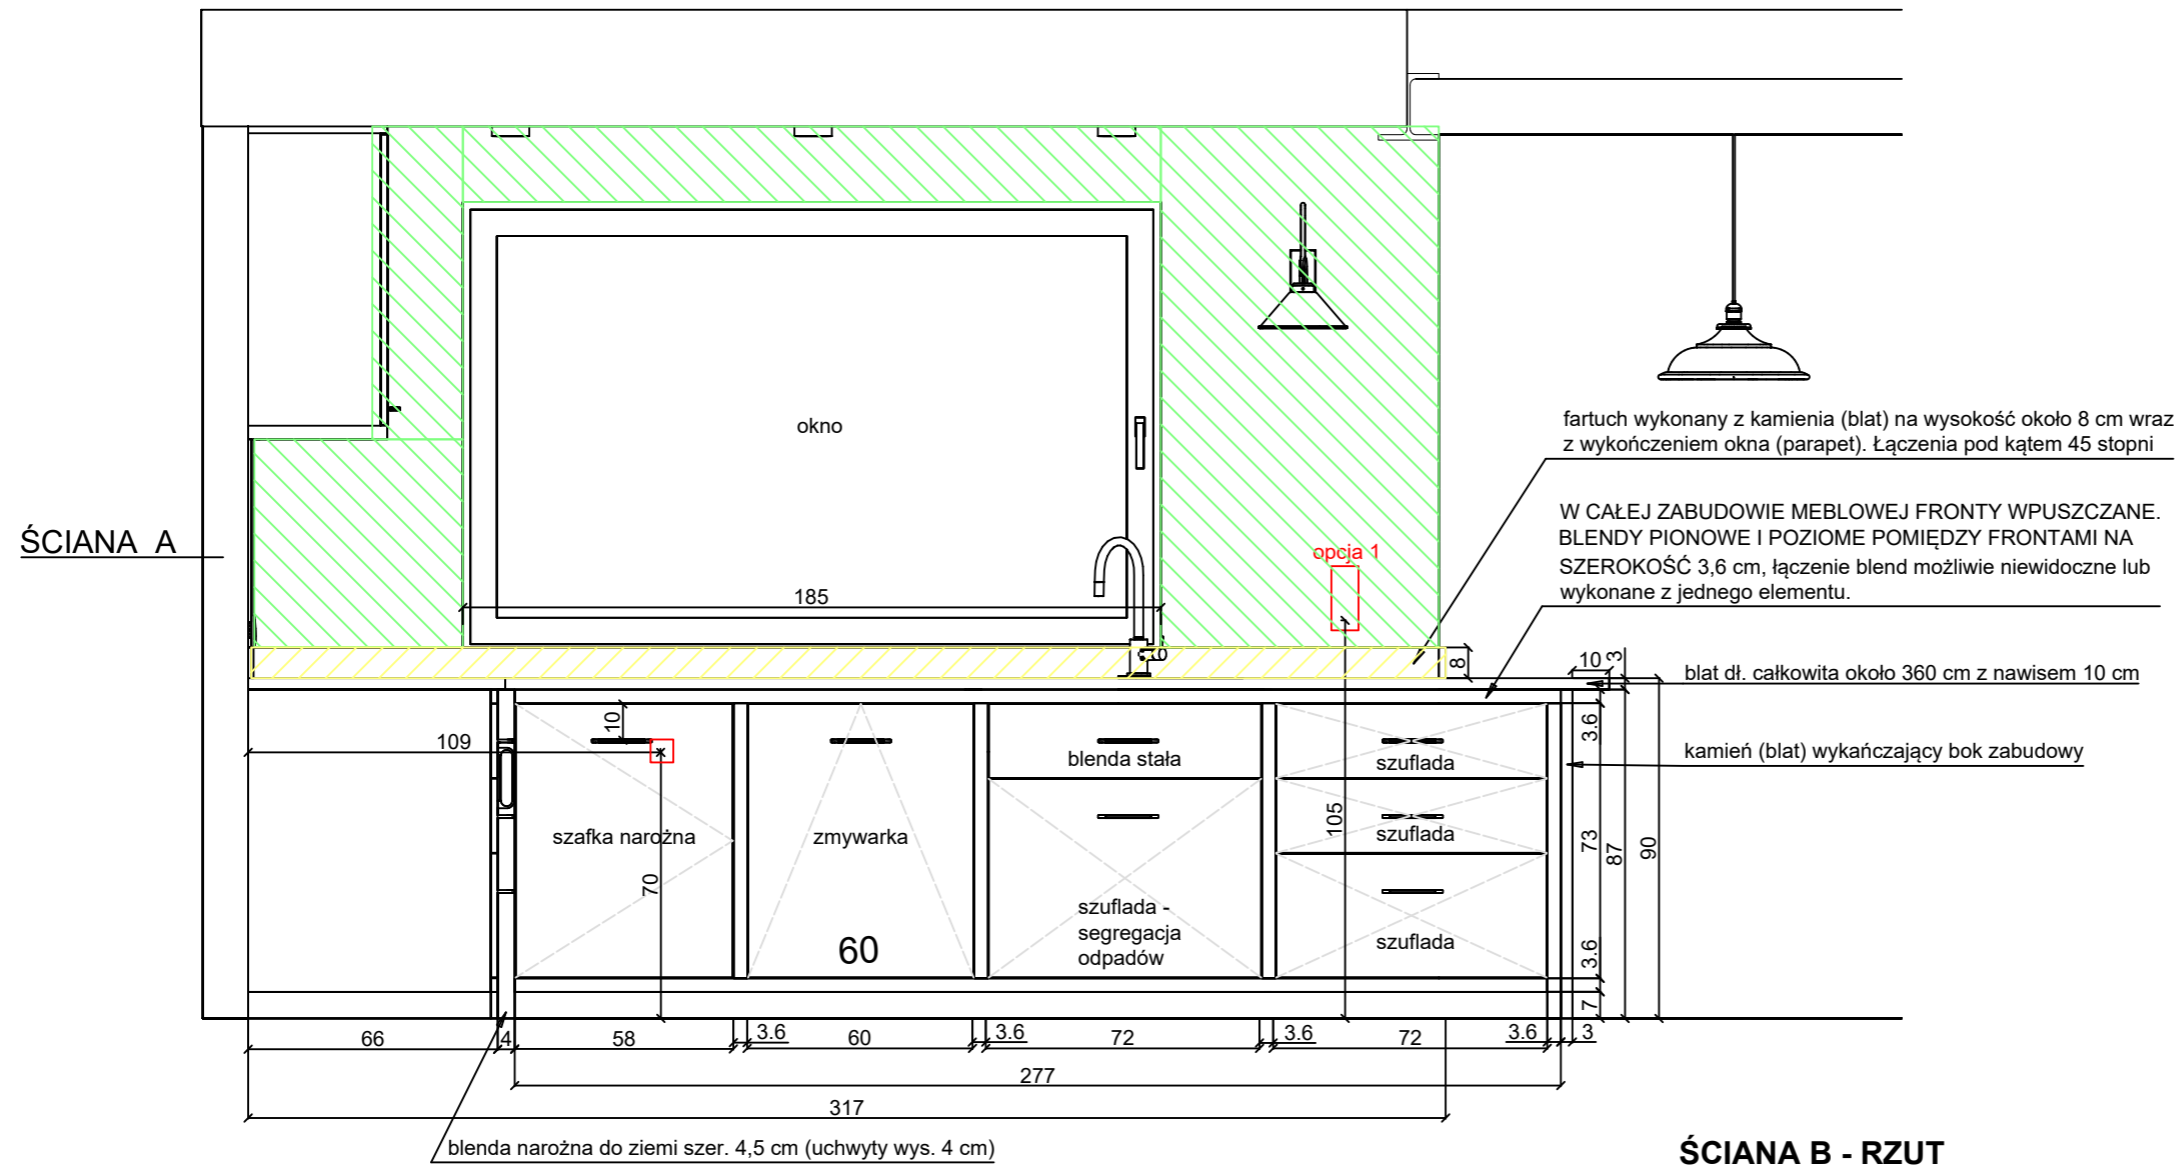 okno
fartuch wykonany z kamienia (blat) na wysokość około 8 cm wraz
z wykończeniem okna (parapet). Łączenia pod kątem 45 stopni
W CAŁEJ ZABUDOWIE MEBLOWEJ FRONTY WPUSZCZANE.
BLENDY PIONOWE I POZIOME POMIĘDZY FRONTAMI NA
SZEROKOŚĆ 3,6 cm, łączenie blend możliwie niewidoczne lub
wykonane z jednego elementu.
ŚCIANA A
opcja 1
185
8
10
3
blat dł. całkowita około 360 cm z nawisem 10 cm
10
109
3.6
kamień (blat) wykańczający bok zabudowy
blenda stała
szuflada
szafka narożna
zmywarka
szuflada
105
73
87
90
70
szuflada -
segregacja
odpadów
60
szuflada
3.6
7
66
4
58
3.6
60
3.6
72
3.6
72
3.6
3
277
317
blenda narożna do ziemi szer. 4,5 cm (uchwyty wys. 4 cm)
ŚCIANA B - RZUT